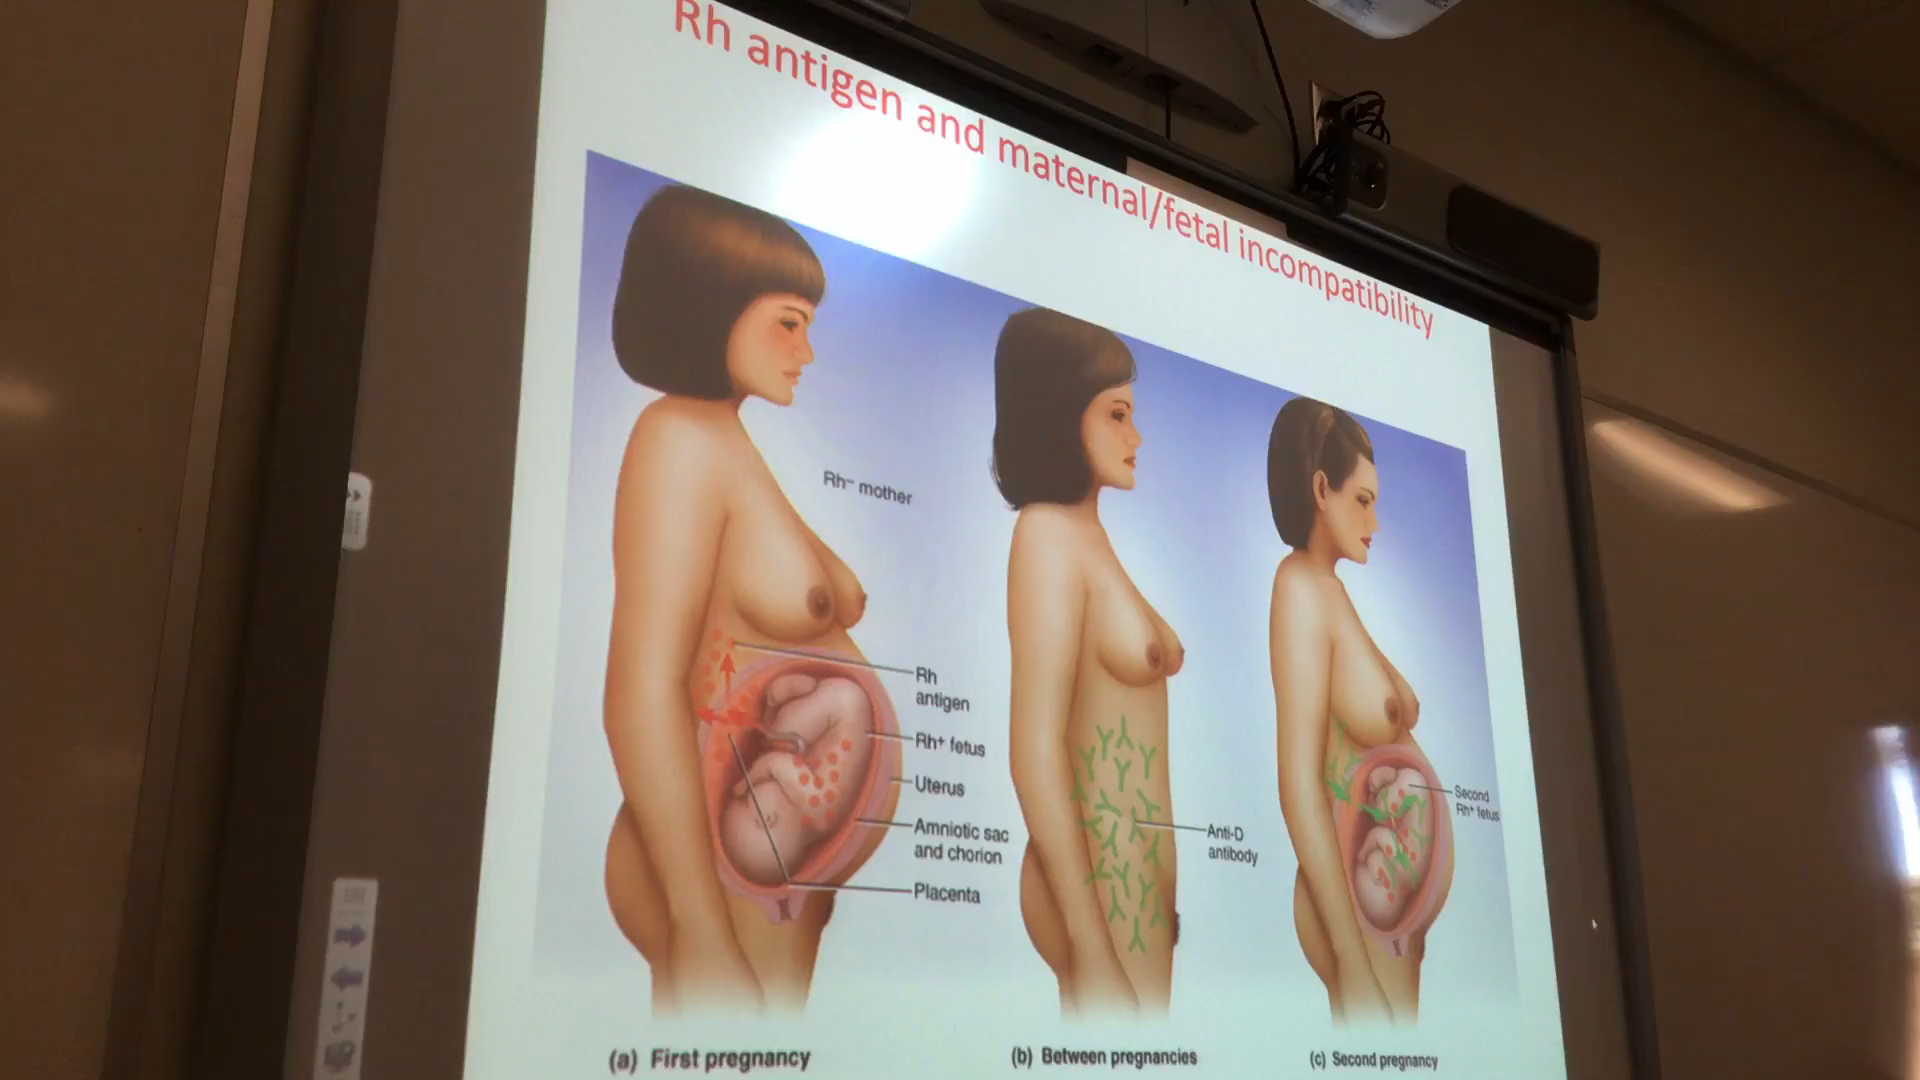 Rh antigen and maternal/fetal incompatibility
Rh⁻ mother
Rh
antigen
Rh⁺ fetus
Uterus
Amniotic sac
and chorion
Placenta
Anti-D
antibody
Second
Rh⁺ fetus
(a) First pregnancy
(b) Between pregnancies
(c) Second pregnancy